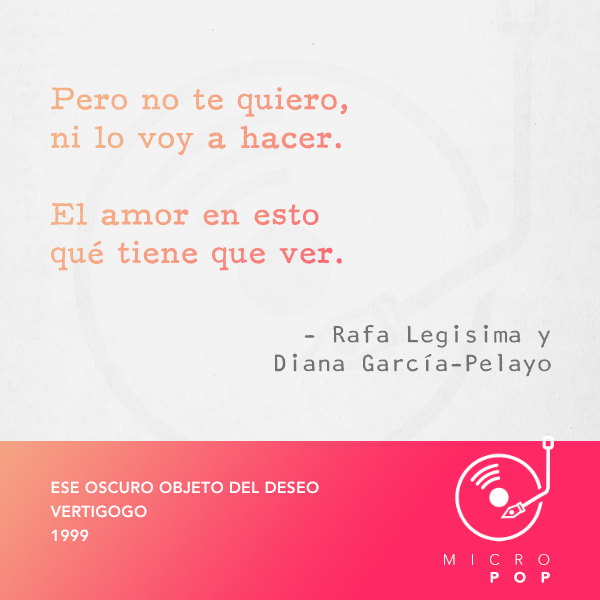 Pero no te quiero,
ni lo voy a hacer.
El amor en esto
qué tiene que ver.
- Rafa Legisima y
Diana García-Pelayo
ESE OSCURO OBJETO DEL DESEO
VERTIGOGO
1999
MICRO
POP